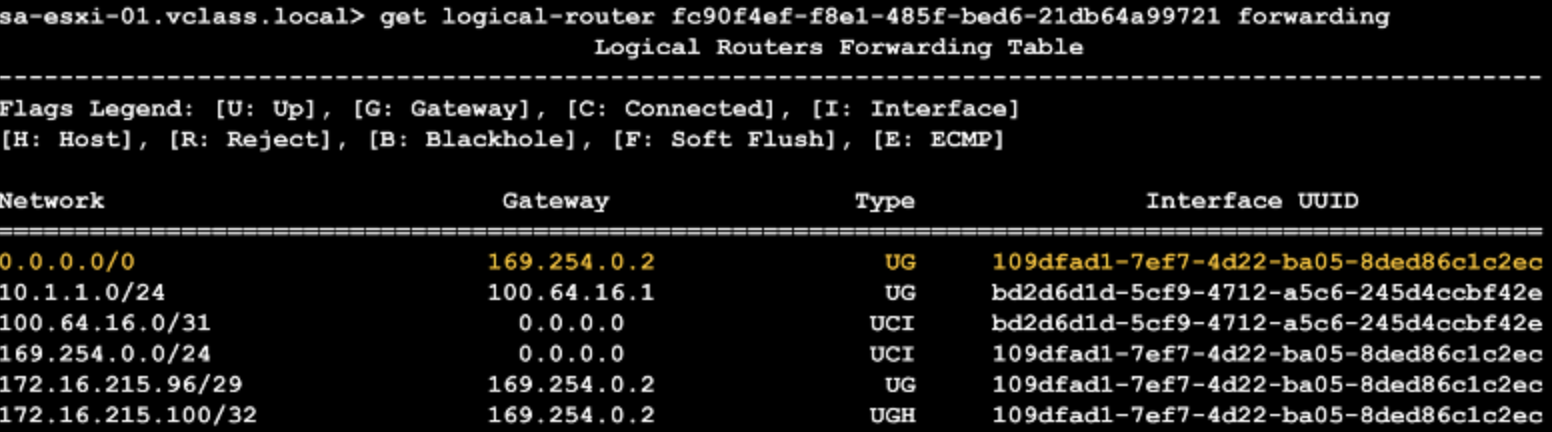 sa-esxi-01.vclass.local> get logical-router fc90f4ef-f8e1-485f-bed6-21db64a99721 forwarding
Logical Routers Forwarding Table
Flags Legend: [U: Up], [G: Gateway], [C: Connected], [I: Interface]
[H: Host], [R: Reject], [B: Blackhole], [F: Soft Flush], [E: ECMP]
Network Gateway Type Interface UUID
0.0.0.0/0 169.254.0.2 UG 109dfad1-7ef7-4d22-ba05-8ded86c1c2ec
10.1.1.0/24 100.64.16.1 UG bd2d6d1d-5cf9-4712-a5c6-245d4ccbf42e
100.64.16.0/31 0.0.0.0 UCI bd2d6d1d-5cf9-4712-a5c6-245d4ccbf42e
169.254.0.0/24 0.0.0.0 UCI 109dfad1-7ef7-4d22-ba05-8ded86c1c2ec
172.16.215.96/29 169.254.0.2 UG 109dfad1-7ef7-4d22-ba05-8ded86c1c2ec
172.16.215.100/32 169.254.0.2 UGH 109dfad1-7ef7-4d22-ba05-8ded86c1c2ec